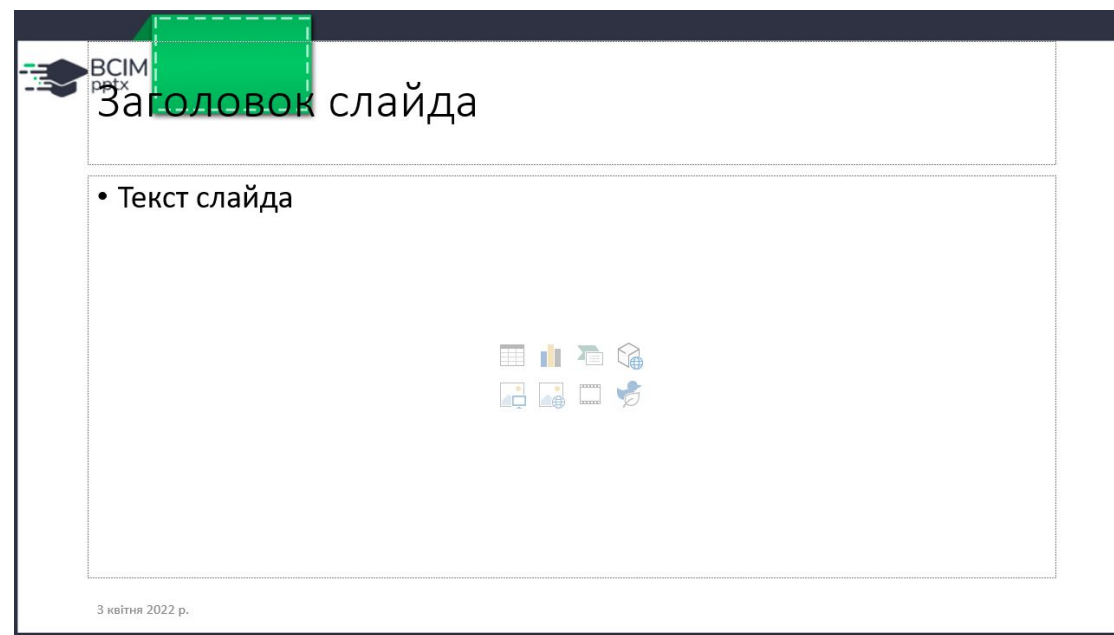 ВСІМ
pptx
Заголовок слайда
• Текст слайда
3 квітня 2022 р.